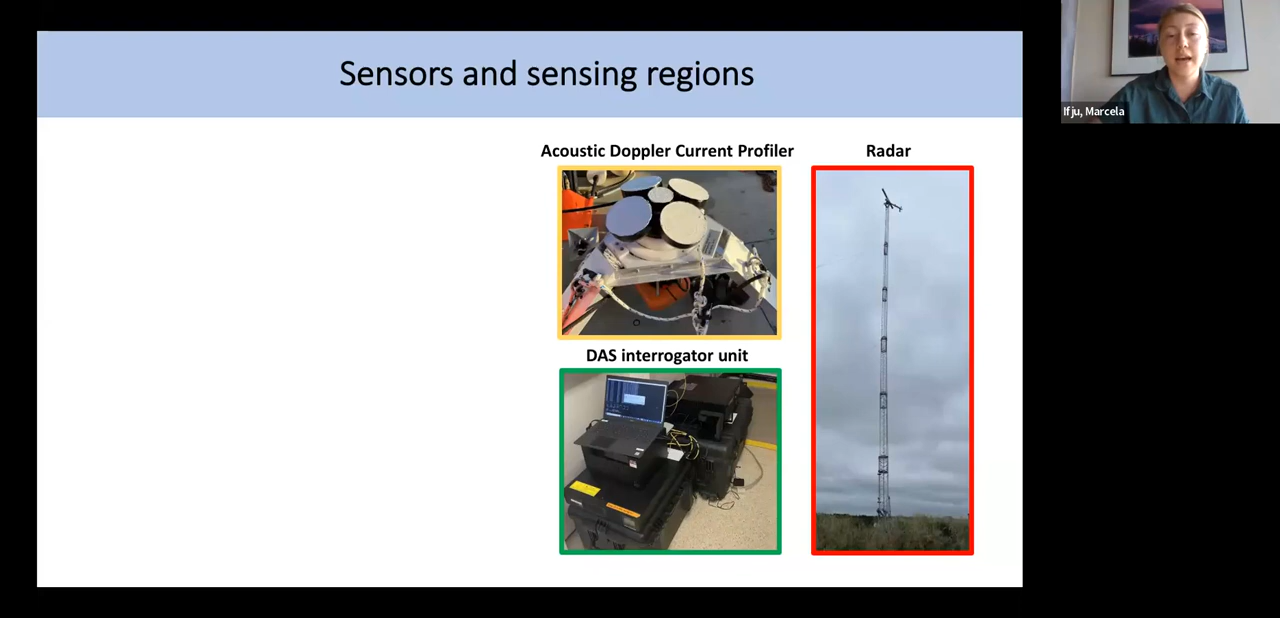 Sensors and sensing regions
Ifju, Marcela
Acoustic Doppler Current Profiler
Radar
DAS interrogator unit